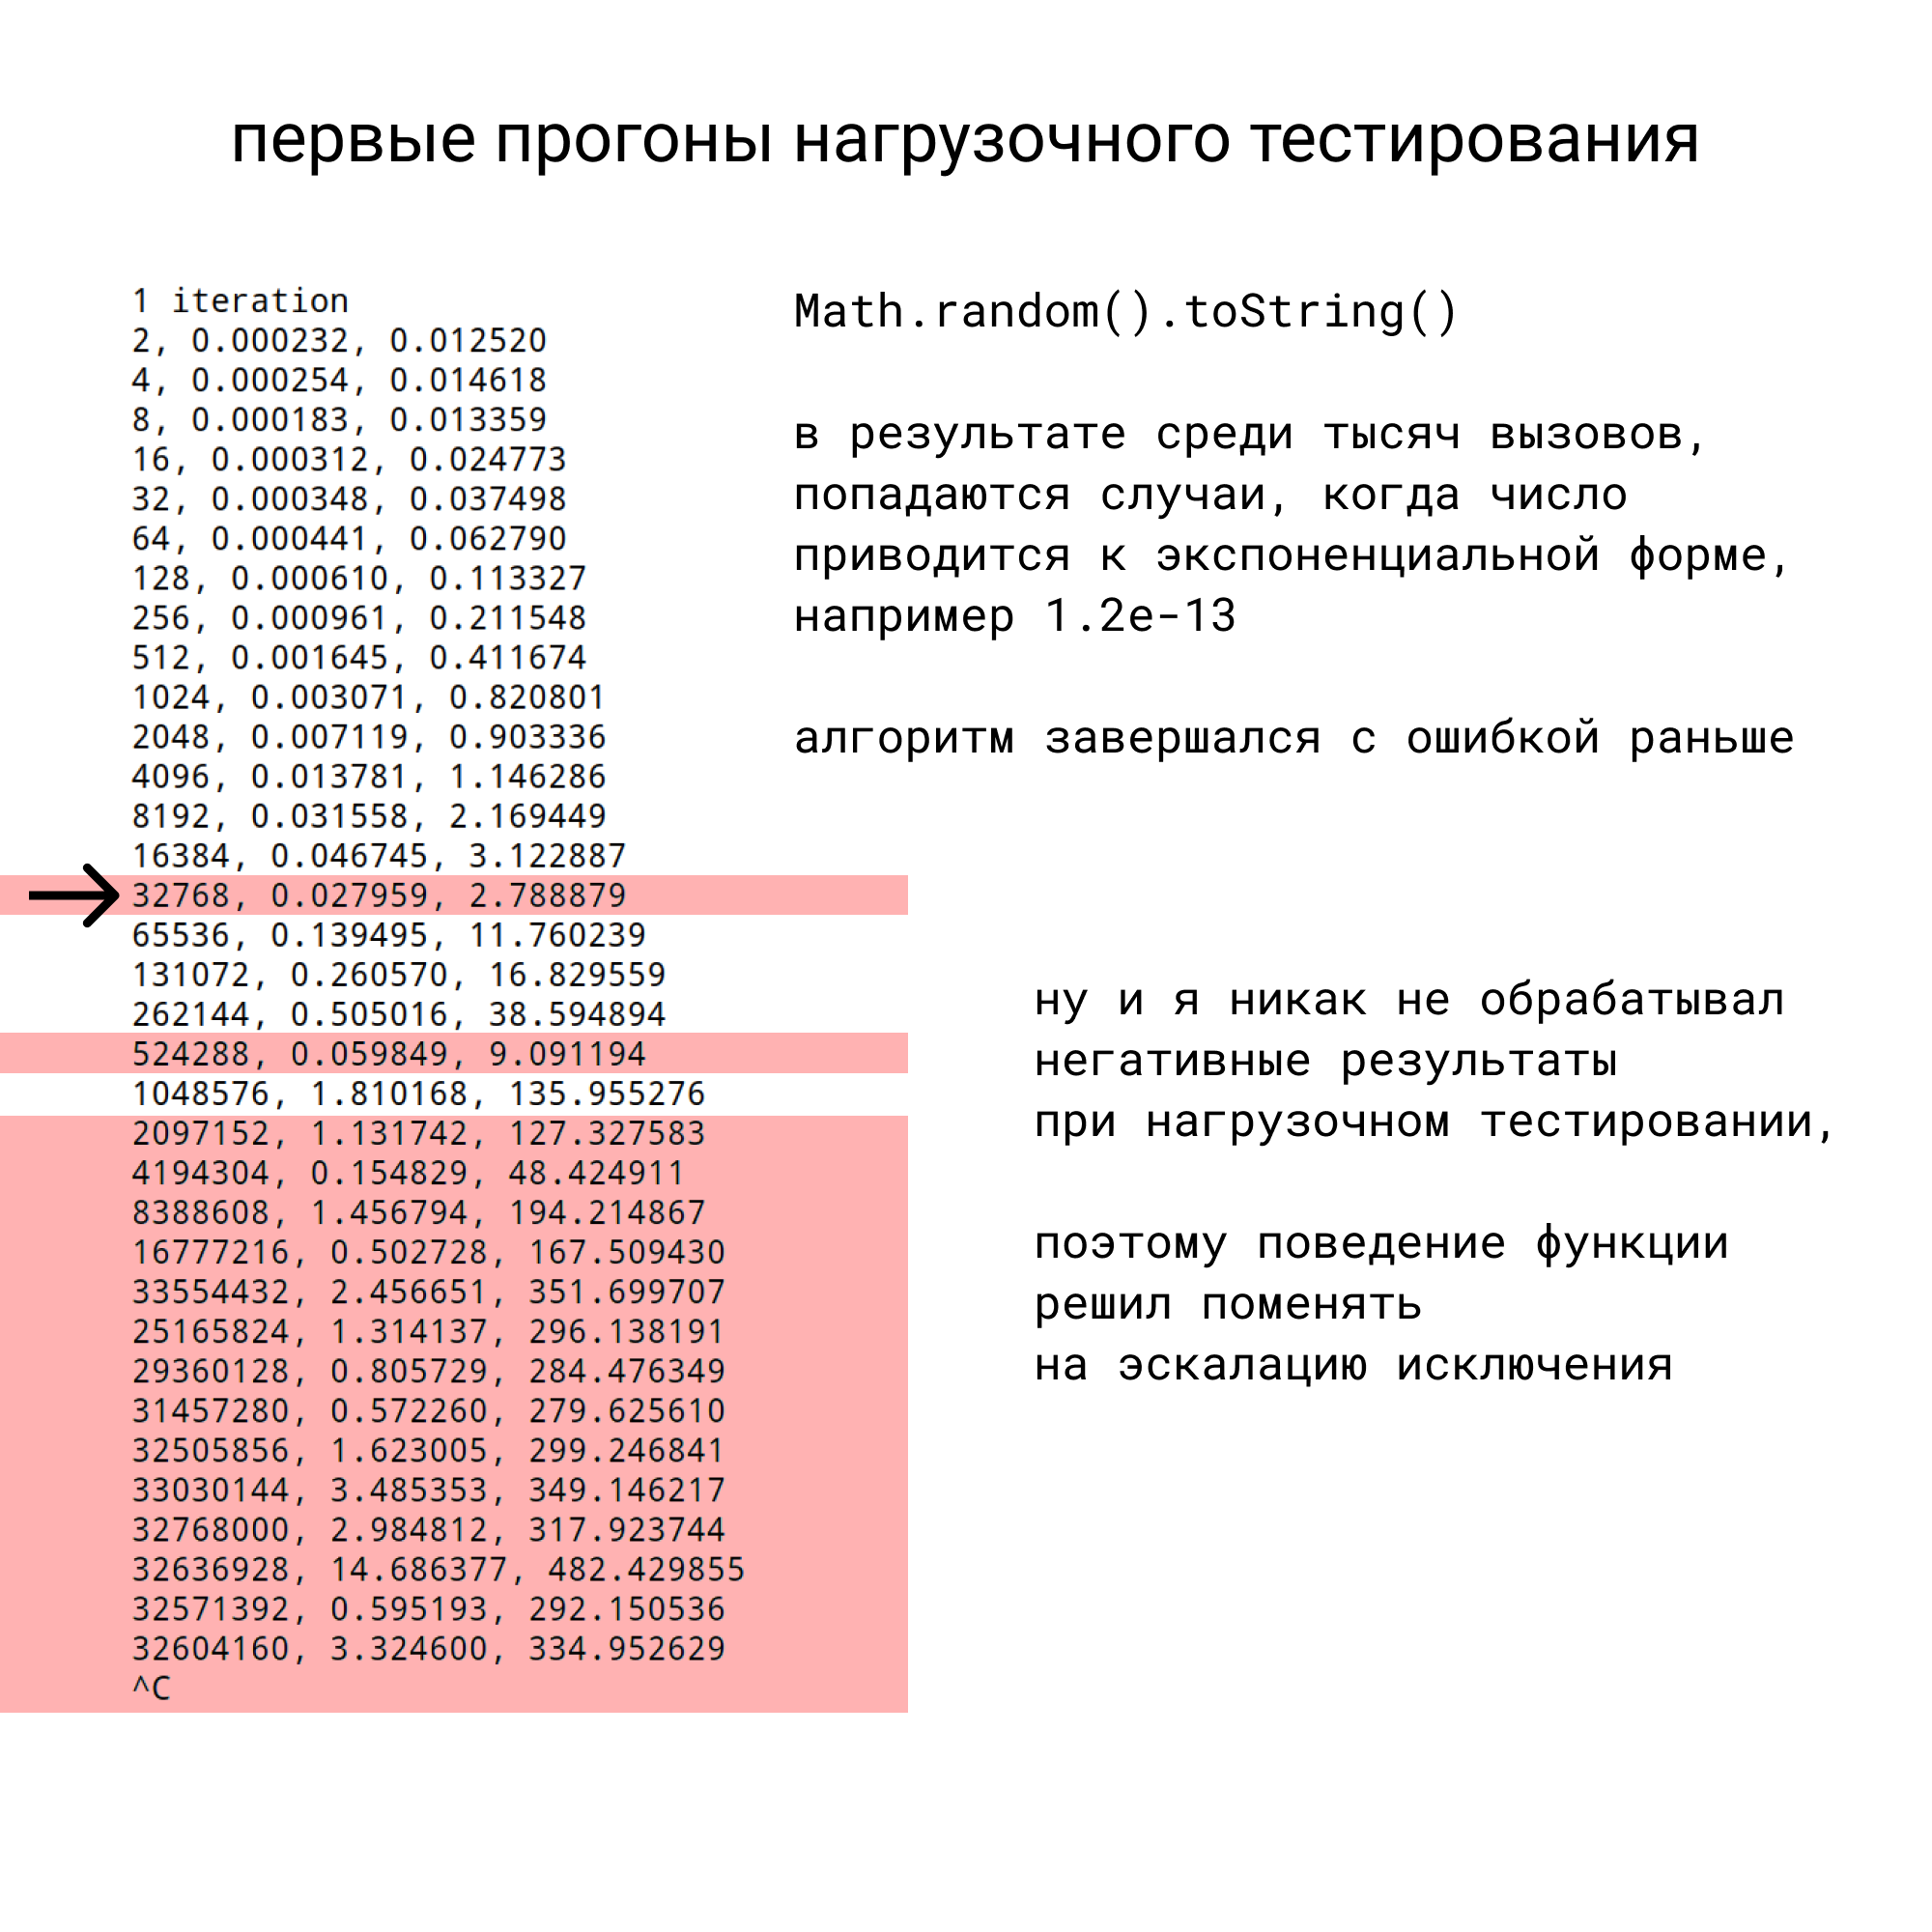 первые прогоны нагрузочного тестирования
1 iteration
2, 0.000232, 0.012520
4, 0.000254, 0.014618
8, 0.000183, 0.013359
16, 0.000312, 0.024773
32, 0.000348, 0.037498
64, 0.000441, 0.062790
128, 0.000610, 0.113327
256, 0.000961, 0.211548
512, 0.001645, 0.411674
1024, 0.003071, 0.820801
2048, 0.007119, 0.903336
4096, 0.013781, 1.146286
8192, 0.031558, 2.169449
16384, 0.046745, 3.122887
32768, 0.027959, 2.788879
65536, 0.139495, 11.760239
131072, 0.260570, 16.829559
262144, 0.505016, 38.594894
524288, 0.059849, 9.091194
1048576, 1.810168, 135.955276
2097152, 1.131742, 127.327583
4194304, 0.154829, 48.424911
8388608, 1.456794, 194.214867
16777216, 0.502728, 167.509430
33554432, 2.456651, 351.699707
25165824, 1.314137, 296.138191
29360128, 0.805729, 284.476349
31457280, 0.572260, 279.625610
32505856, 1.623005, 299.246841
33030144, 3.485353, 349.146217
32768000, 2.984812, 317.923744
32636928, 14.686377, 482.429855
32571392, 0.595193, 292.150536
32604160, 3.324600, 334.952629
^C
Math.random().toString()
в результате среди тысяч вызовов,
попадаются случаи, когда число
приводится к экспоненциальной форме,
например 1.2e-13
алгоритм завершался с ошибкой раньше
ну и я никак не обрабатывал
негативные результаты
при нагрузочном тестировании,
поэтому поведение функции
решил поменять
на эскалацию исключения